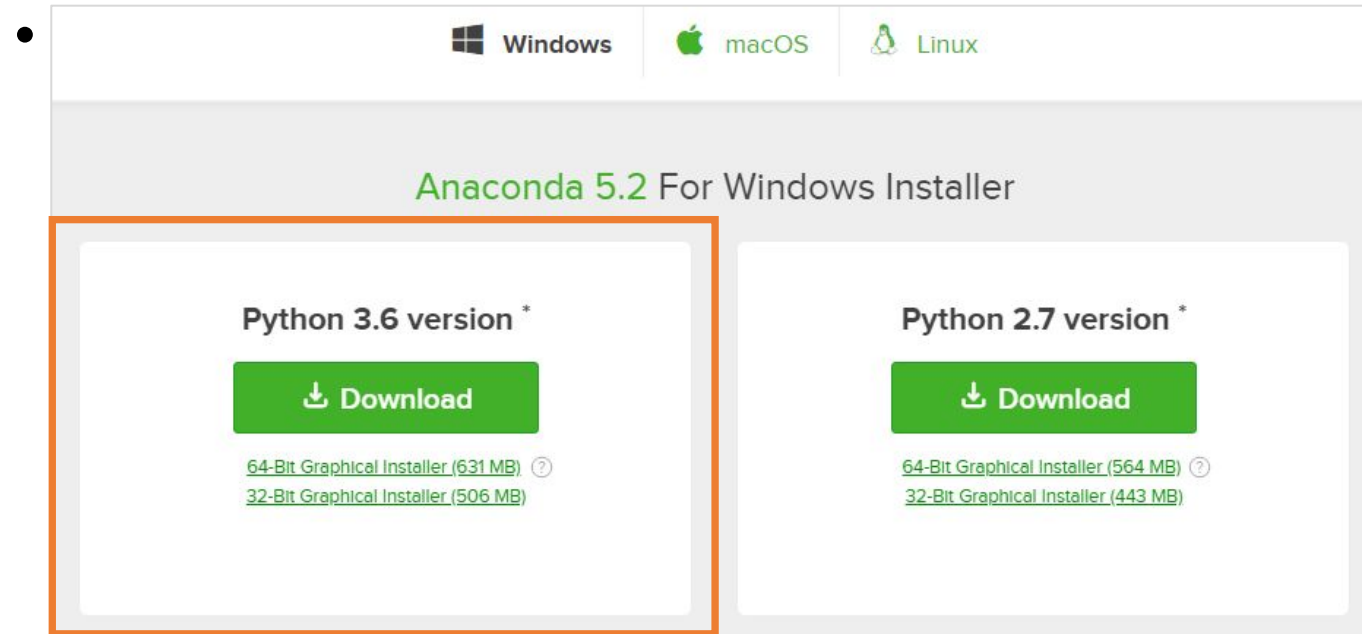 Windows macOS Linux
Anaconda 5.2 For Windows Installer
Python 3.6 version *
Download
64-Bit Graphical Installer (631 MB) ?
32-Bit Graphical Installer (506 MB)
Python 2.7 version *
Download
64-Bit Graphical Installer (564 MB) ?
32-Bit Graphical Installer (443 MB)